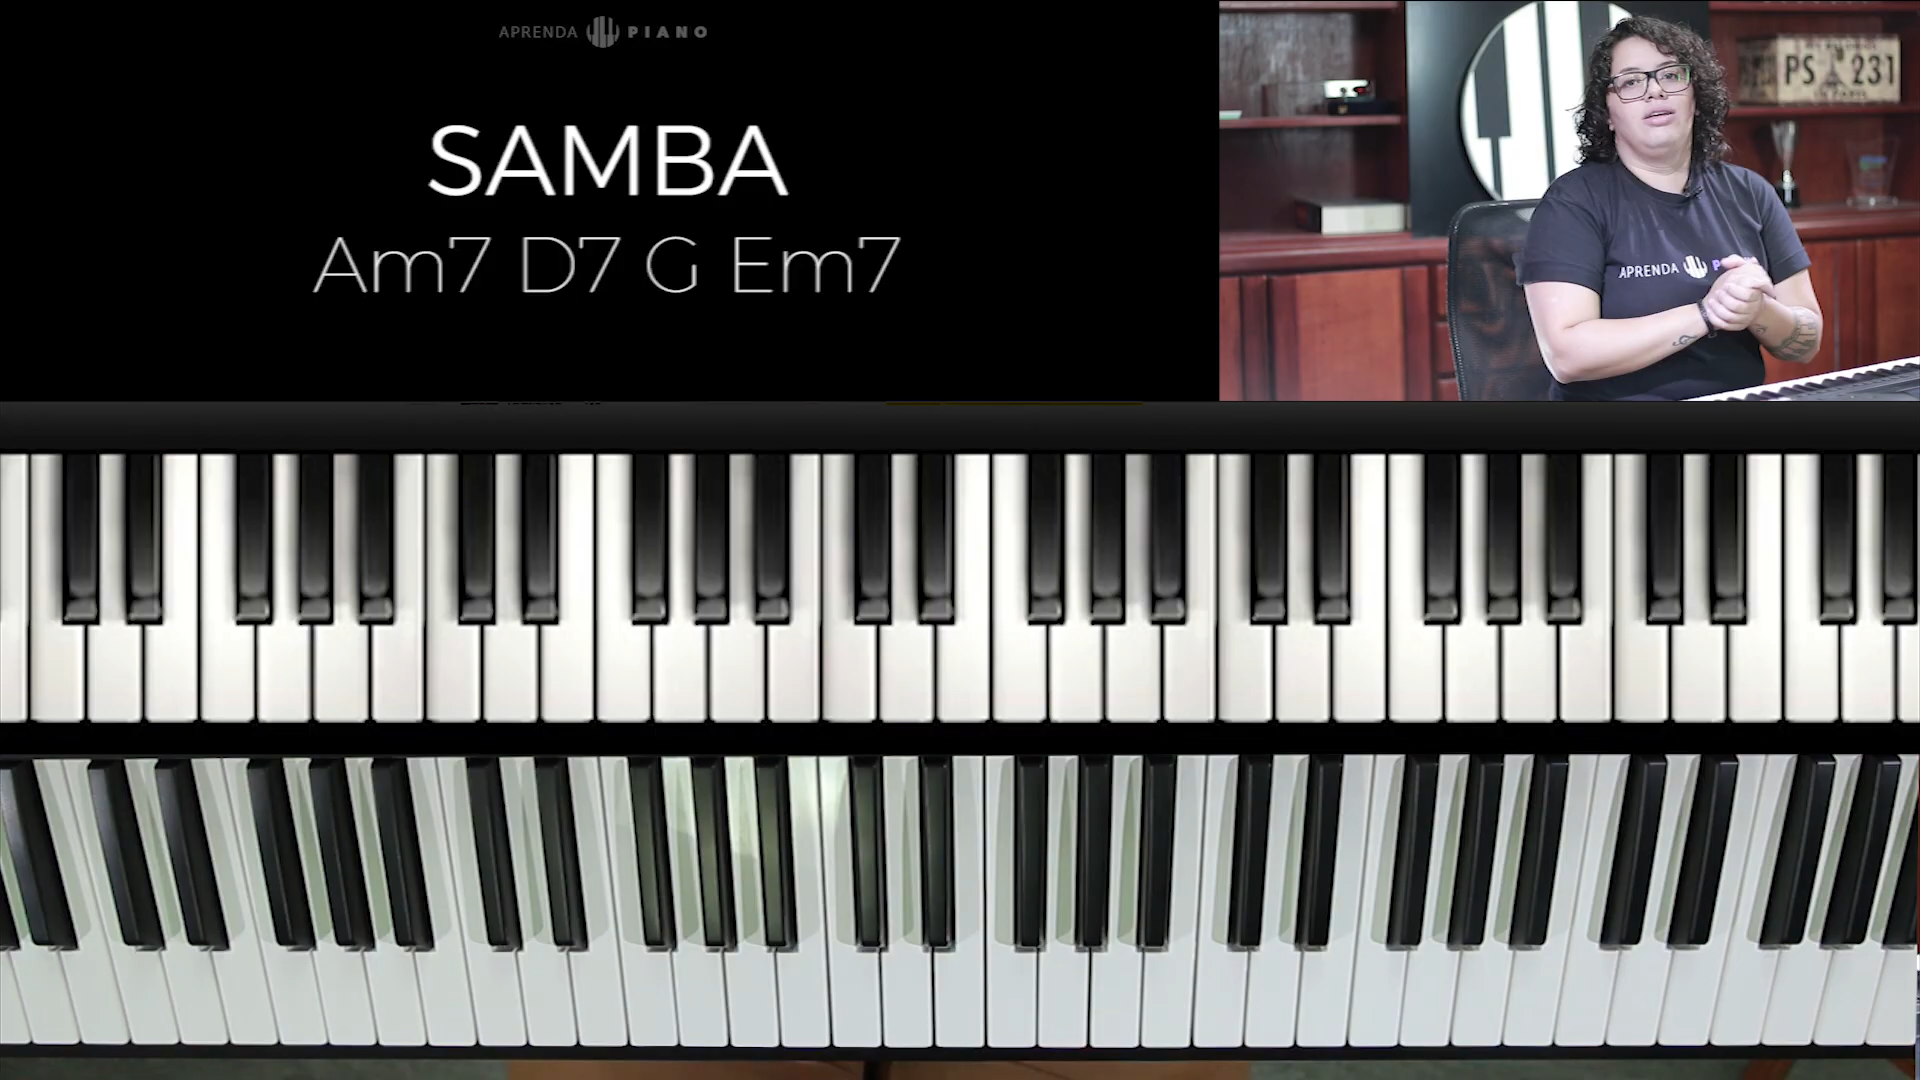 APRENDA PIANO
SAMBA
Am7 D7 G Em7
PS 231
APRENDA